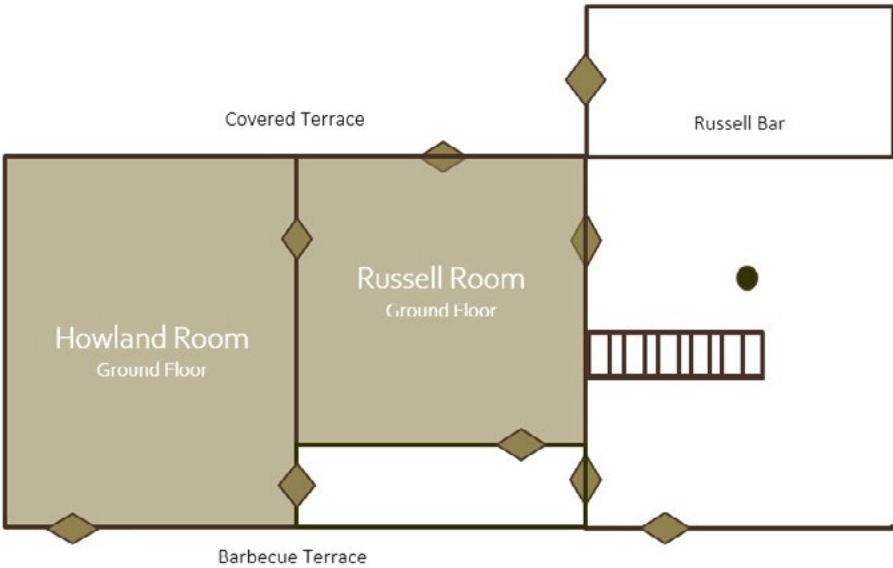 Covered Terrace
Russell Bar
Russell Room
Ground Floor
Howland Room
Ground Floor
Barbecue Terrace